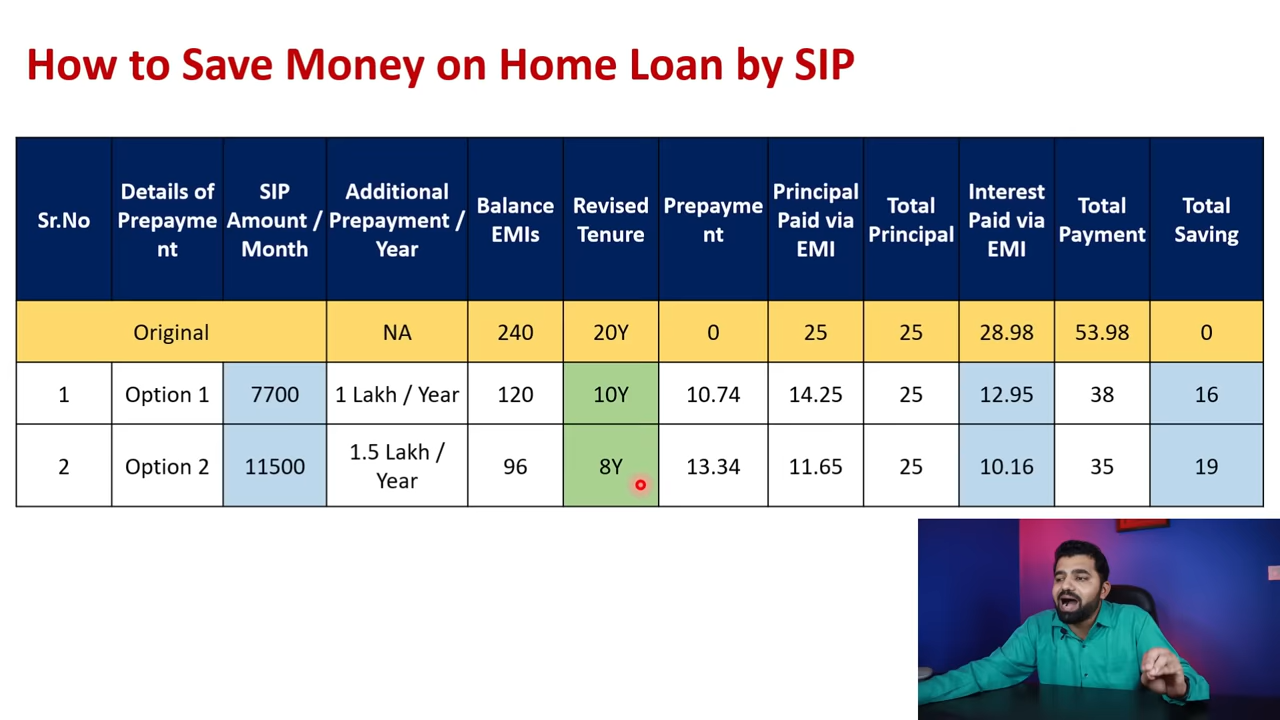 How to Save Money on Home Loan by SIP
Sr.No
Details of
Prepayme
nt
SIP
Amount /
Month
Additional
Prepayment /
Year
Balance
EMIs
Revised
Tenure
Prepayme
nt
Principal
Paid via
EMI
Total
Principal
Interest
Paid via
EMI
Total
Payment
Total
Saving
Original
NA
240
20Y
0
25
25
28.98
53.98
0
1
Option 1
7700
1 Lakh / Year
120
10Y
10.74
14.25
25
12.95
38
16
2
Option 2
11500
1.5 Lakh /
Year
96
8Y
13.34
11.65
25
10.16
35
19